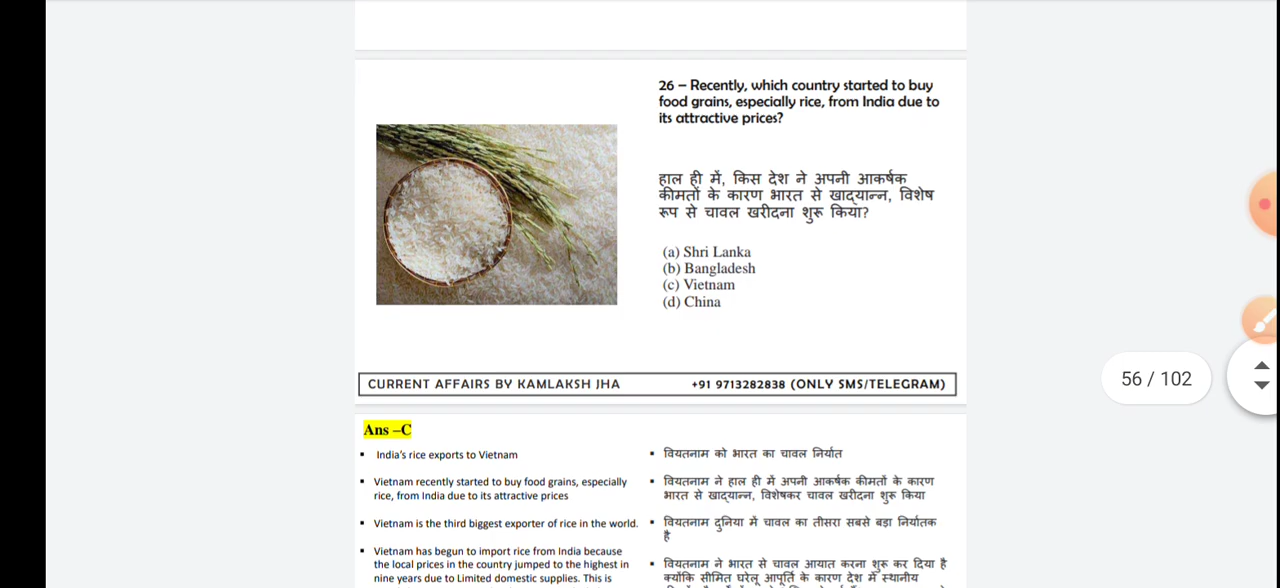 26 – Recently, which country started to buy
food grains, especially rice, from India due to
its attractive prices?
हाल ही में, किस देश ने अपनी आकर्षक
कीमतों के कारण भारत से खाद्यान्न, विशेष
रूप से चावल खरीदना शुरू किया?
(a) Shri Lanka
(b) Bangladesh
(c) Vietnam
(d) China
CURRENT AFFAIRS BY KAMLAKSH JHA +91 9713282838 (ONLY SMS/TELEGRAM)
56 / 102
Ans –C
▪ India's rice exports to Vietnam
▪ Vietnam recently started to buy food grains, especially
rice, from India due to its attractive prices
▪ Vietnam is the third biggest exporter of rice in the world.
▪ Vietnam has begun to import rice from India because
the local prices in the country jumped to the highest in
nine years due to Limited domestic supplies. This is
▪ वियतनाम को भारत का चावल निर्यात
▪ वियतनाम ने हाल ही में अपनी आकर्षक कीमतों के कारण
भारत से खाद्यान्न, विशेषकर चावल खरीदना शुरू किया
▪ वियतनाम दुनिया में चावल का तीसरा सबसे बड़ा निर्यातक
है
▪ वियतनाम ने भारत से चावल आयात करना शुरू कर दिया है
क्योंकि सीमित घरेलू आपूर्ति के कारण देश में स्थानीय